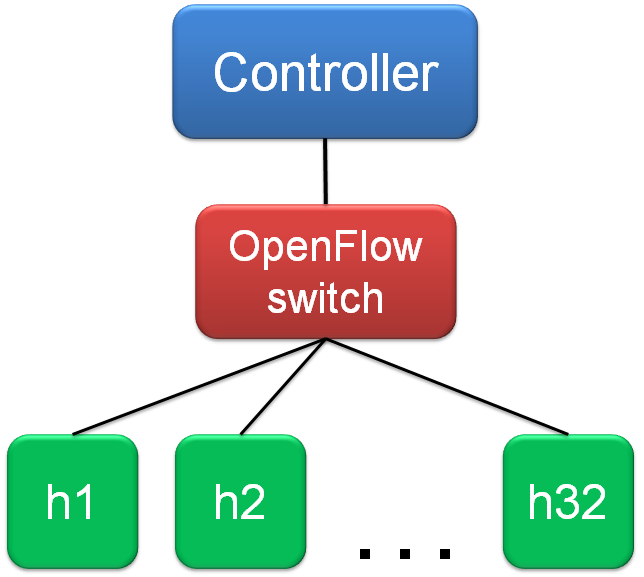 Controller
OpenFlow
switch
h1
h2
. . .
h32